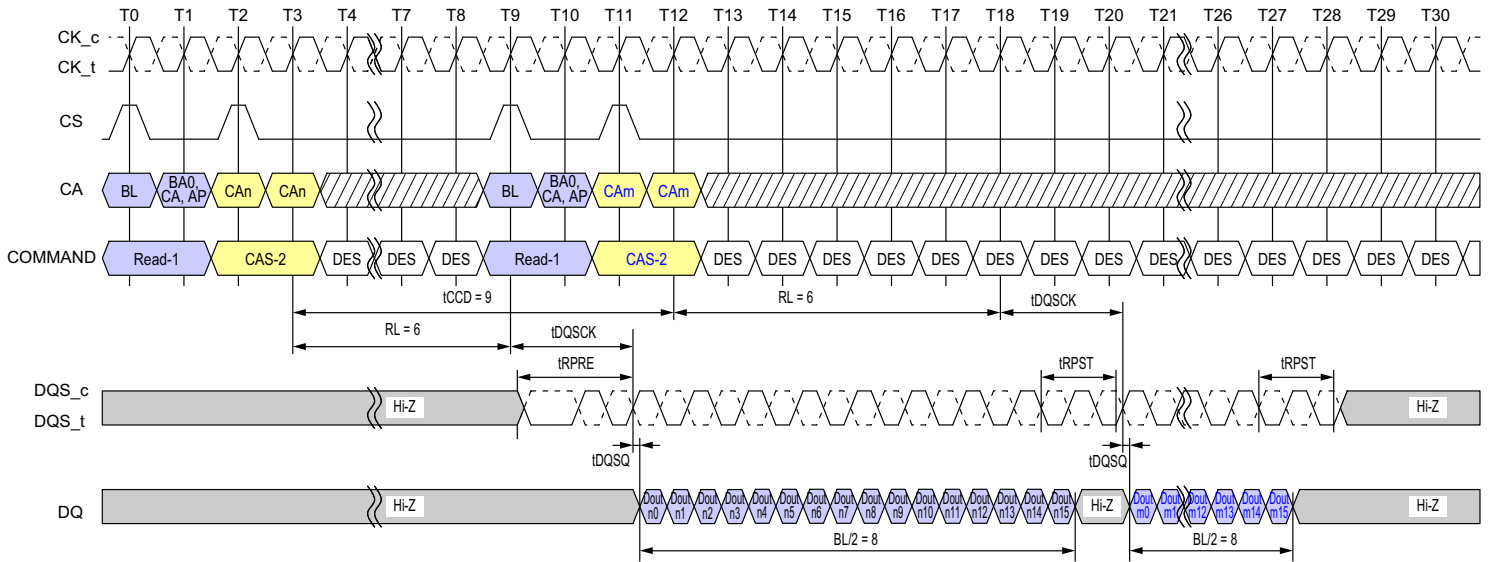 T0 T1 T2 T3 T4 T7 T8 T9 T10 T11 T12 T13 T14 T15 T16 T17 T18 T19 T20 T21 T26 T27 T28 T29 T30
CK_c
CK_t
CS
CA BL BA0, CA, AP CAn CAn BL BA0, CA, AP CAm CAm
COMMAND Read-1 CAS-2 DES DES DES Read-1 CAS-2 DES DES DES DES DES DES DES DES DES DES DES DES DES DES
tCCD = 9 RL = 6 tDQSCK
RL = 6 tDQSCK
tRPRE tRPST tRPST
DQS_c
DQS_t Hi-Z Hi-Z
tDQSQ tDQSQ
DQ Hi-Z Dout n0 Dout n1 Dout n2 Dout n3 Dout n4 Dout n5 Dout n6 Dout n7 Dout n8 Dout n9 Dout n10 Dout n11 Dout n12 Dout n13 Dout n14 Dout n15 Hi-Z Dout m0 Dout m1 Dout m12 Dout m13 Dout m14 Dout m15 Hi-Z
BL/2 = 8 BL/2 = 8